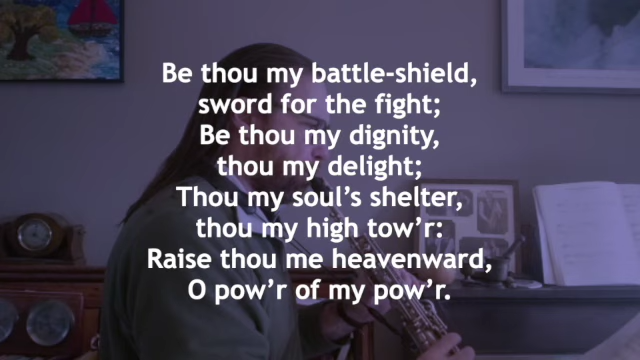 Be thou my battle-shield,
sword for the fight;
Be thou my dignity,
thou my delight;
Thou my soul's shelter,
thou my high tow'r:
Raise thou me heavenward,
O pow'r of my pow'r.